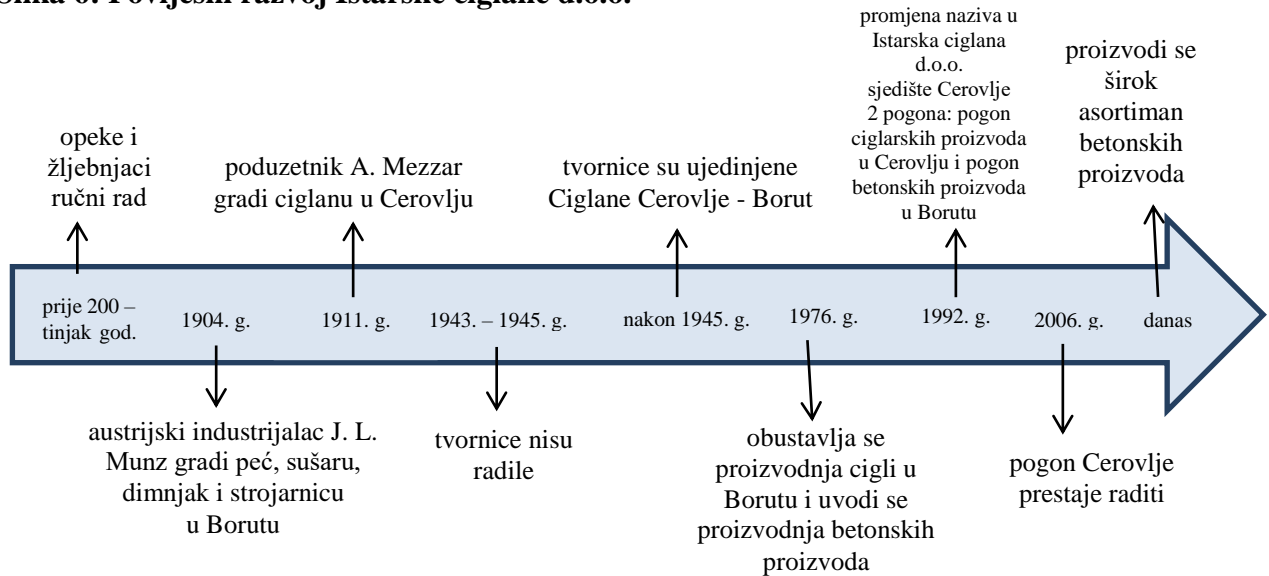 Povijesni razvoj Istarske ciglane d.o.o.
opeke i
žljebnjaci
ručni rad
poduzetnik A. Mezzar
gradi ciglanu u Cerovlju
tvornice su ujedinjene
Ciglane Cerovlje - Borut
promjena naziva u
Istarska ciglana
d.o.o.
sjedište Cerovlje
2 pogona: pogon
ciglarskih proizvoda
u Cerovlju i pogon
betonskih proizvoda
u Borutu
proizvodi se
širok
asortiman
betonskih
proizvoda
prije 200 –
tinjak god.
1904. g.
1911. g.
1943. – 1945. g.
nakon 1945. g.
1976. g.
1992. g.
2006. g.
danas
austrijski industrijalac J. L.
Munz gradi peć, sušaru,
dimnjak i strojarnicu
u Borutu
tvornice nisu
radile
obustavlja se
proizvodnja cigli u
Borutu i uvodi se
proizvodnja betonskih
proizvoda
pogon Cerovlje
prestaje raditi